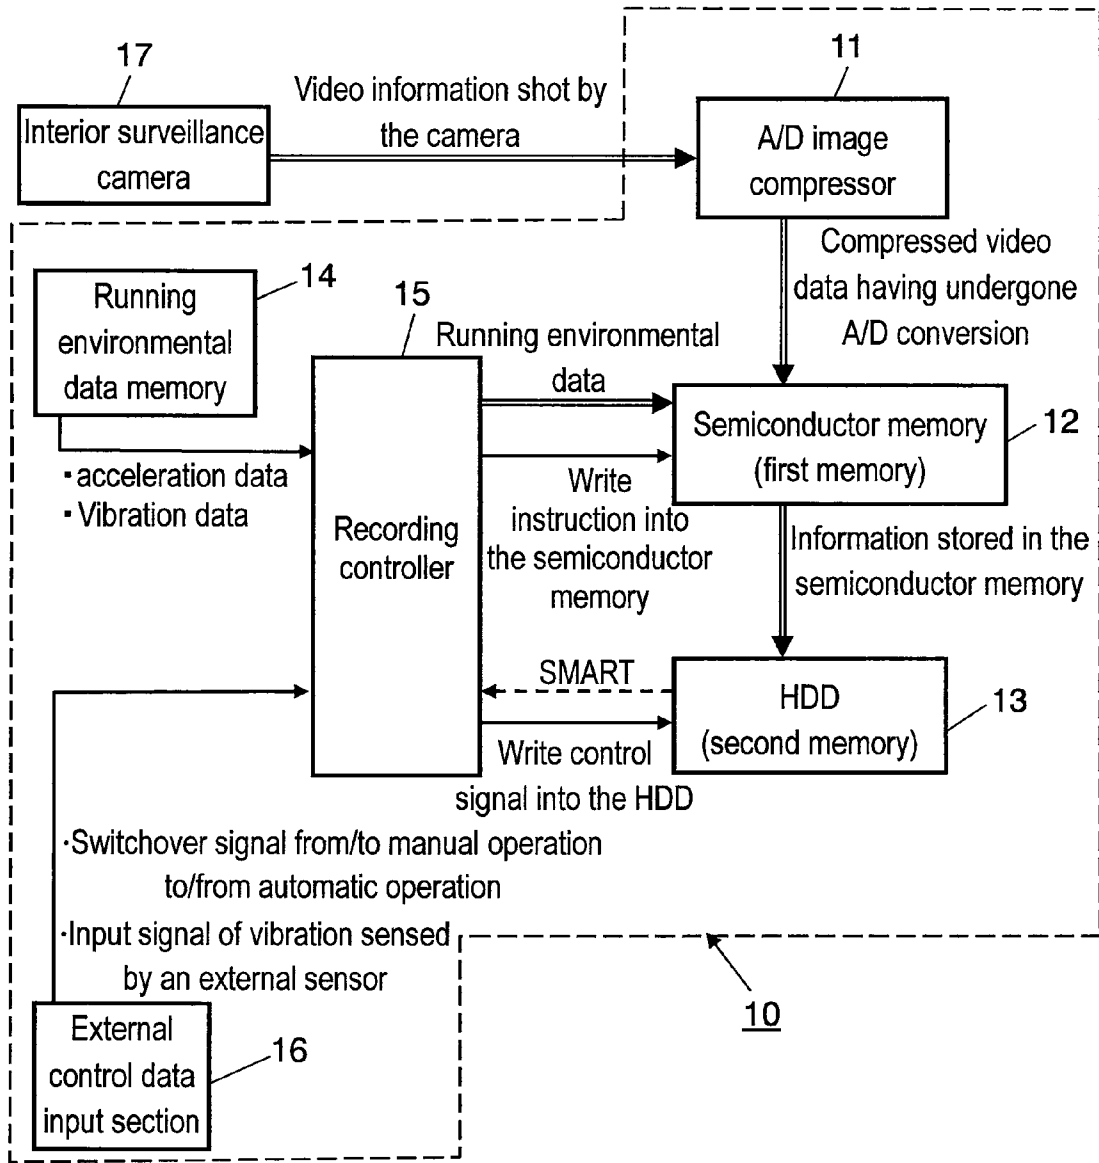 17
Interior surveillance
camera
Video information shot by
the camera
11
A/D image
compressor
Compressed video
data having undergone
A/D conversion
14
Running
environmental
data memory
▪ acceleration data
▪ Vibration data
15
Recording
controller
Running environmental
data
Write
instruction into
the semiconductor
memory
Semiconductor memory
(first memory)
12
Information stored in the
semiconductor memory
SMART
HDD
(second memory)
13
Write control
signal into the HDD
·Switchover signal from/to manual operation
to/from automatic operation
·Input signal of vibration sensed
by an external sensor
External
control data
input section
16
10